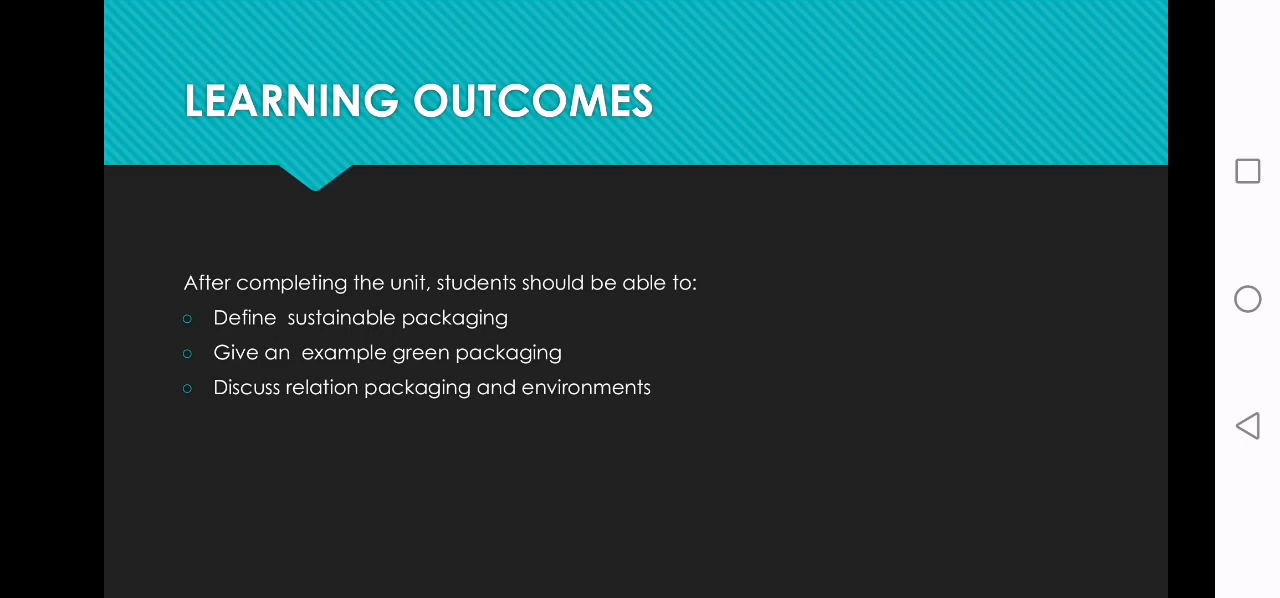 LEARNING OUTCOMES
After completing the unit, students should be able to:
Define  sustainable packaging
Give an  example green packaging
Discuss relation packaging and environments